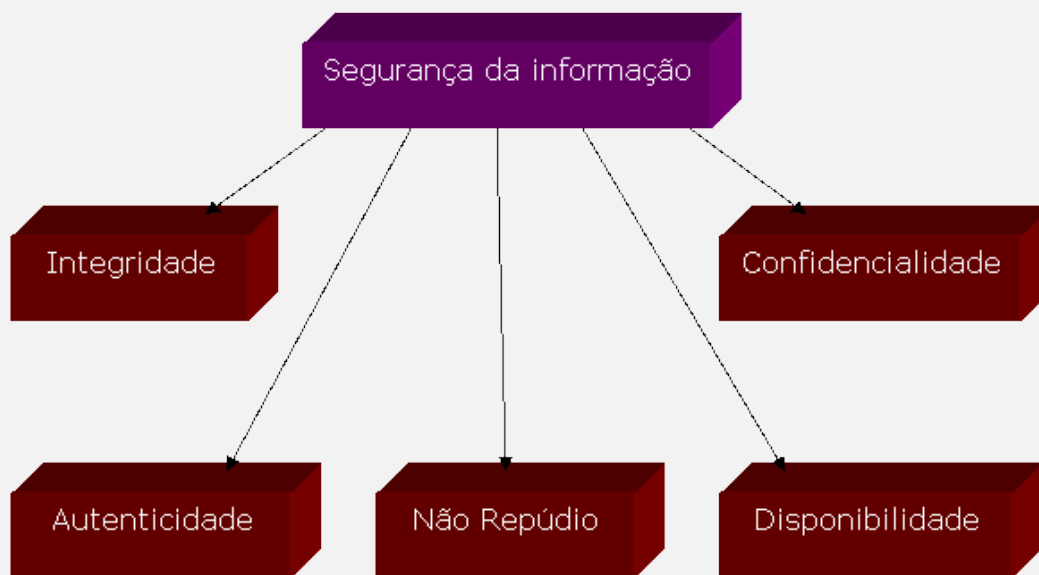 Segurança da informação
Integridade
Confidencialidade
Autenticidade
Não Repúdio
Disponibilidade